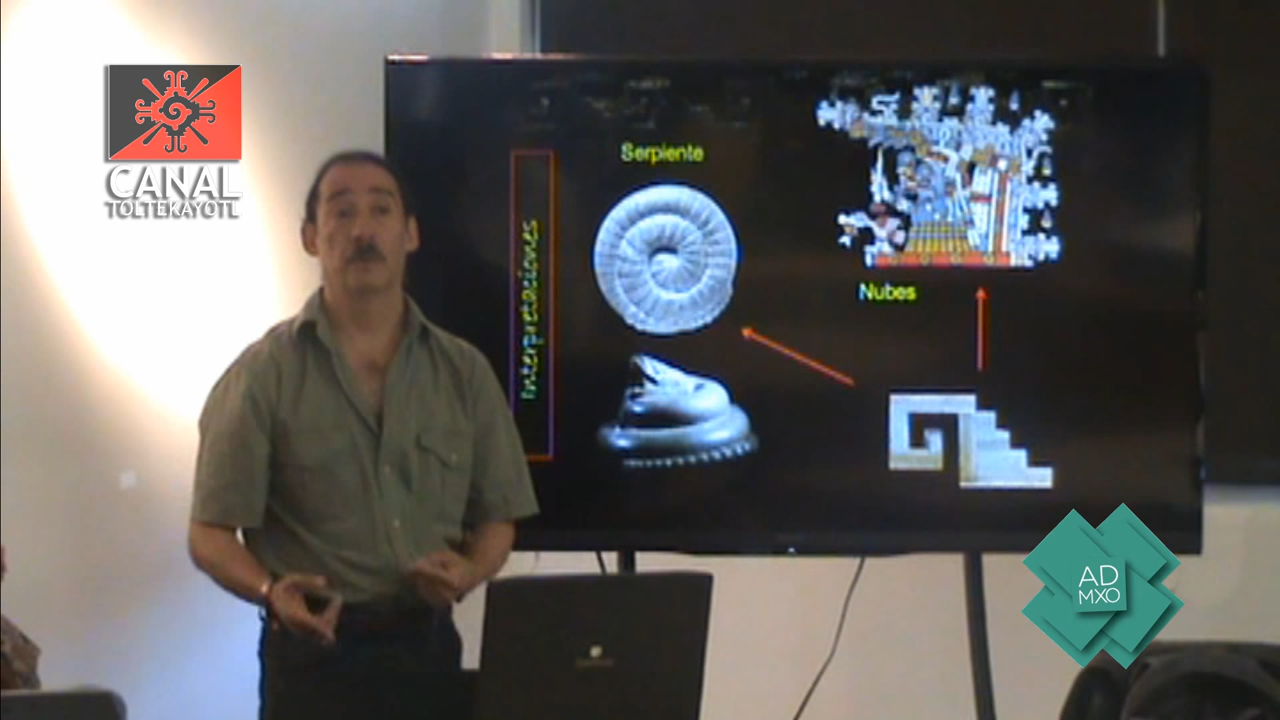 CANAL
TOLTEKAYOTL
Interpretaciones
Serpiente
Nubes
AD
MXO